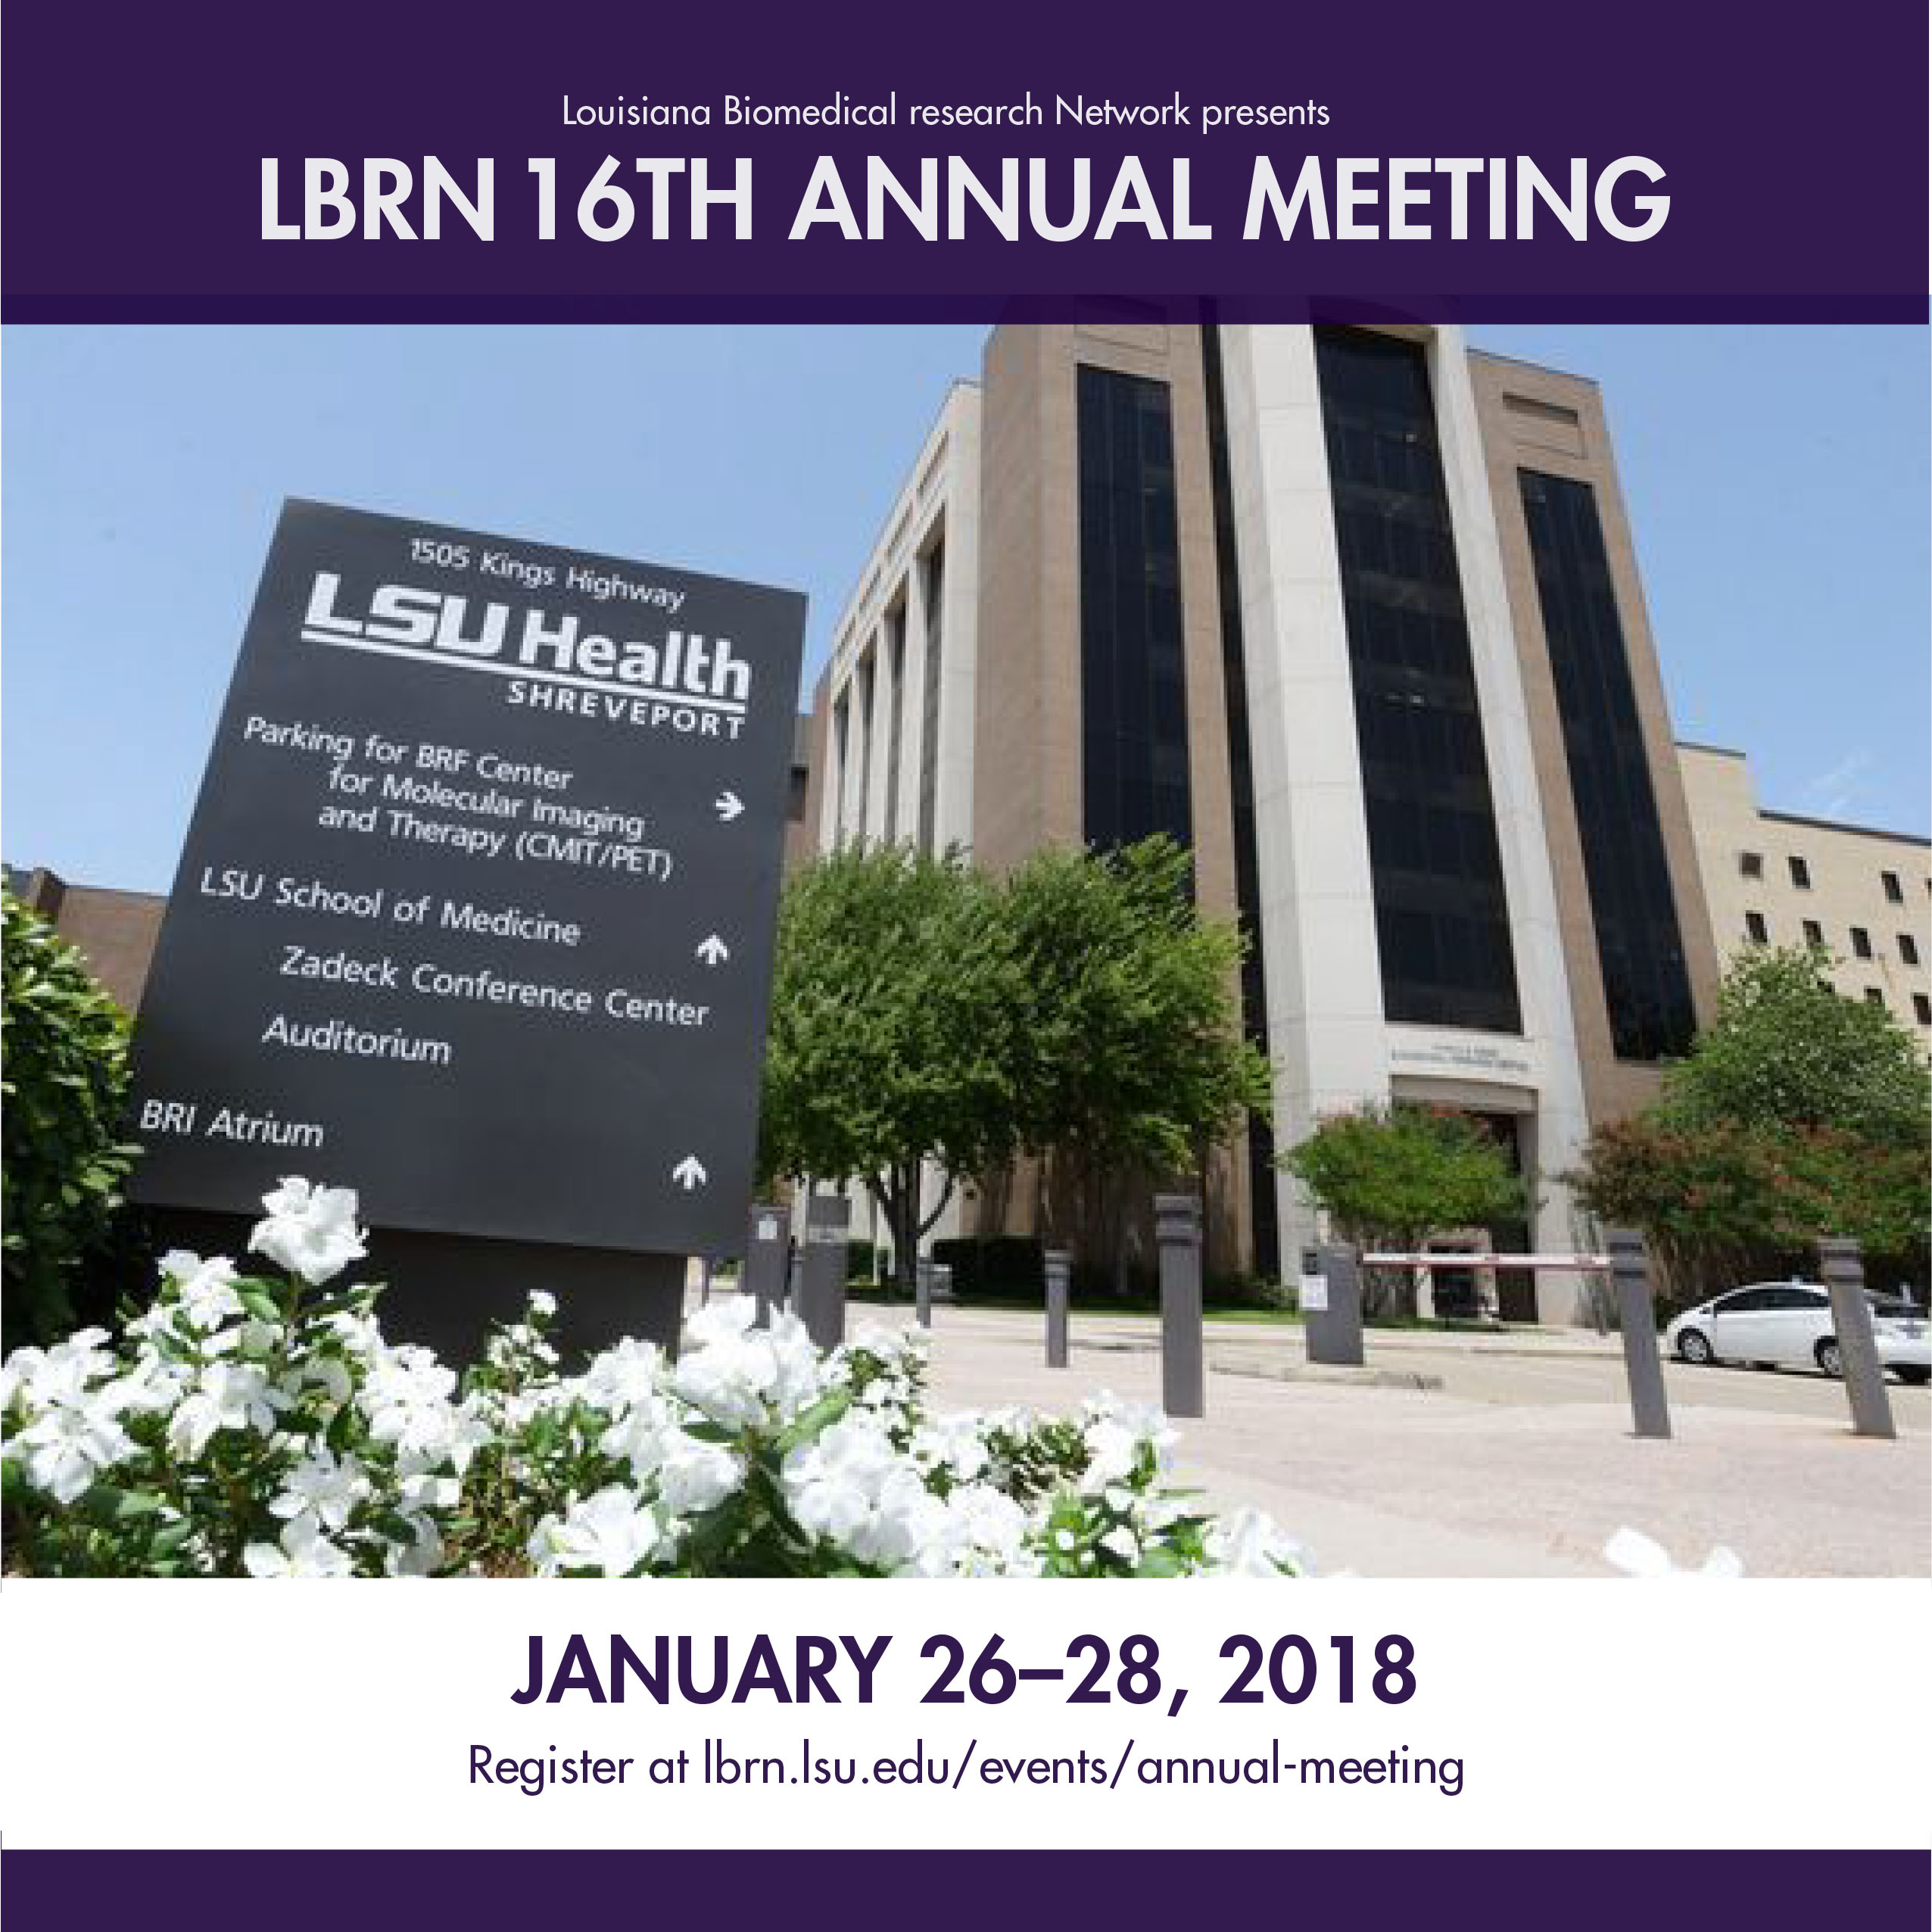 Louisiana Biomedical research Network presents
LBRN 16TH ANNUAL MEETING
1505 Kings Highway
LSU Health
SHREVEPORT
Parking for BRF Center
for Molecular Imaging
and Therapy (CMIT/PET)
LSU School of Medicine
Zadeck Conference Center
Auditorium
BRI Atrium
JANUARY 26–28, 2018
Register at lbrn.lsu.edu/events/annual-meeting